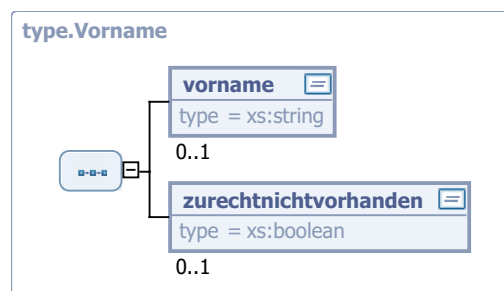 type.Vorname
vorname
type = xs:string
0..1
zurechtnichtvorhanden
type = xs:boolean
0..1